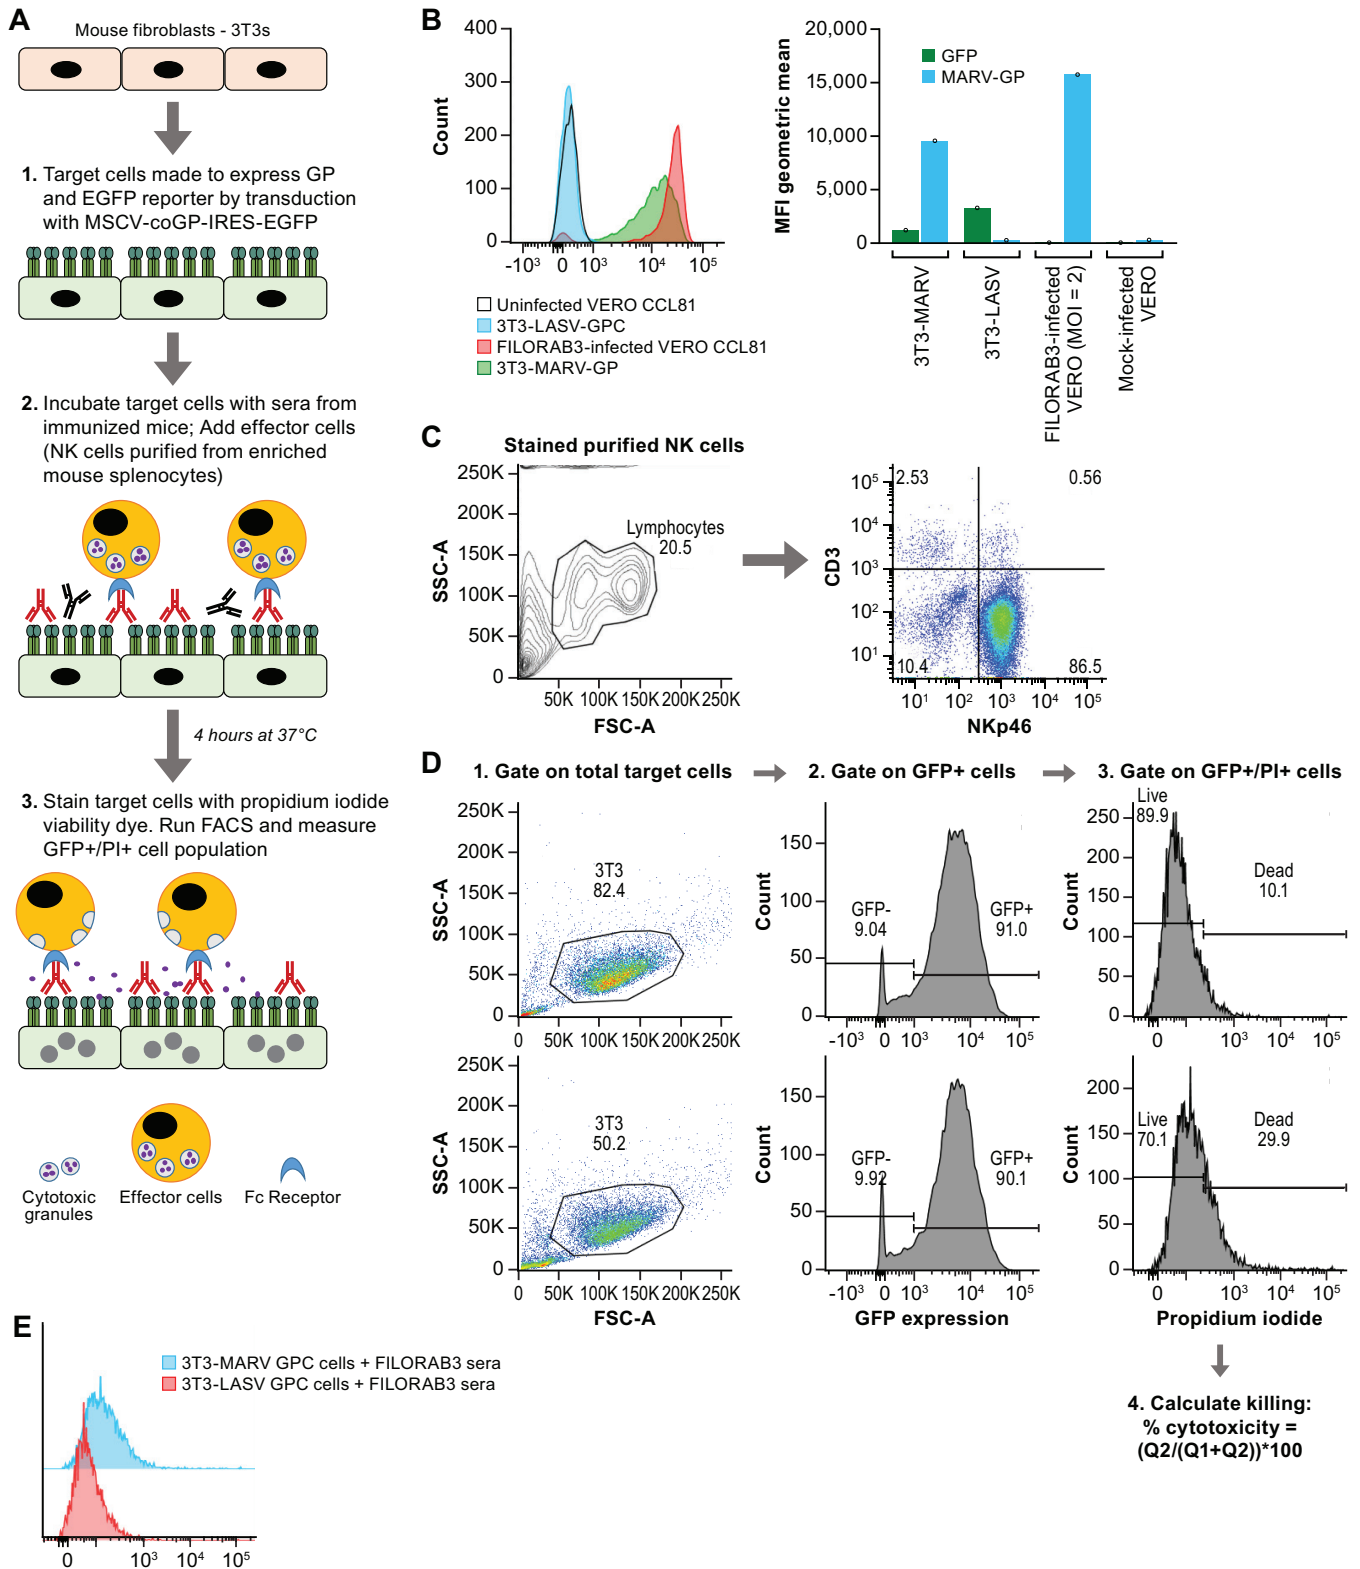 A
Mouse fibroblasts - 3T3s
1. Target cells made to express GP
and EGFP reporter by transduction
with MSCV-coGP-IRES-EGFP
2. Incubate target cells with sera from
immunized mice; Add effector cells
(NK cells purified from enriched
mouse splenocytes)
4 hours at 37°C
3. Stain target cells with propidium iodide
viability dye. Run FACS and measure
GFP+/PI+ cell population
Cytotoxic
granules
Effector cells
Fc Receptor
B
400
300
200
100
0
Count
-10³ 0 10³ 10⁴ 10⁵
Uninfected VERO CCL81
3T3-LASV-GPC
FILORAB3-infected VERO CCL81
3T3-MARV-GP
20,000
15,000
10,000
5,000
0
MFI geometric mean
GFP
MARV-GP
3T3-MARV
3T3-LASV
FILORAB3-infected
VERO (MOI = 2)
Mock-infected
VERO
C
Stained purified NK cells
250K
200K
150K
100K
50K
0
SSC-A
Lymphocytes
20.5
50K 100K 150K 200K 250K
FSC-A
10⁵
10⁴
10³
10²
10¹
CD3
2.53
0.56
10.4
86.5
10¹ 10² 10³ 10⁴ 10⁵
NKp46
D
1. Gate on total target cells
2. Gate on GFP+ cells
3. Gate on GFP+/PI+ cells
250K
200K
150K
100K
50K
0
SSC-A
3T3
82.4
0 50K 100K 150K 200K 250K
150
100
50
0
Count
GFP-
9.04
GFP+
91.0
-10³ 0 10³ 10⁴ 10⁵
250
200
150
100
50
0
Count
Live
89.9
Dead
10.1
0 10³ 10⁴ 10⁵
250K
200K
150K
100K
50K
0
SSC-A
3T3
50.2
0 50K 100K 150K 200K 250K
FSC-A
150
100
50
0
Count
GFP-
9.92
GFP+
90.1
-10³ 0 10³ 10⁴ 10⁵
GFP expression
200
150
100
50
0
Count
Live
70.1
Dead
29.9
0 10³ 10⁴ 10⁵
Propidium iodide
4. Calculate killing:
% cytotoxicity =
(Q2/(Q1+Q2))*100
E
3T3-MARV GPC cells + FILORAB3 sera
3T3-LASV GPC cells + FILORAB3 sera
0 10³ 10⁴ 10⁵